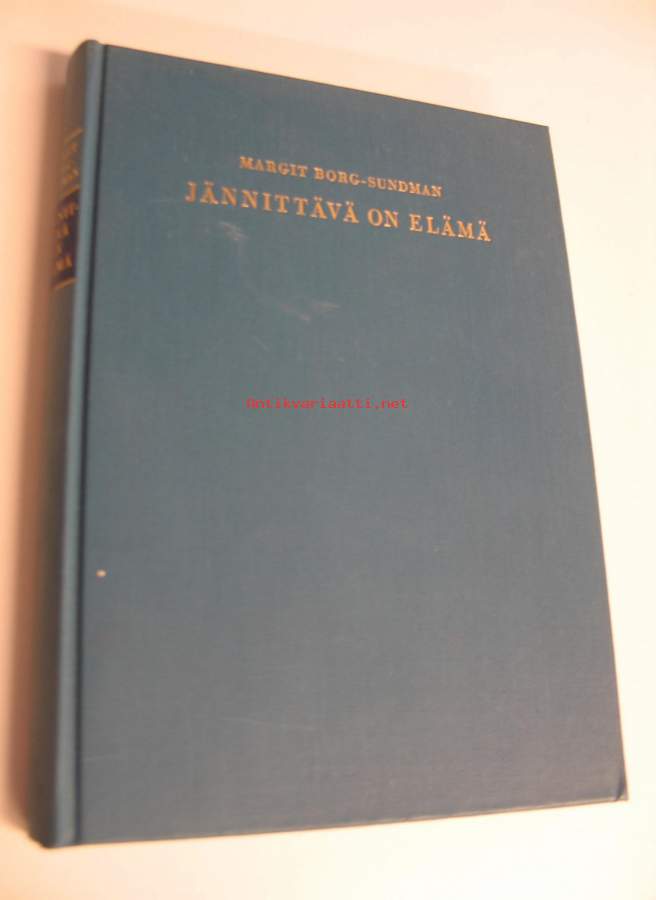 MARGIT BORG-SUNDMAN
JÄNNITTÄVÄ ON ELÄMÄ
Antikvariaatti.net